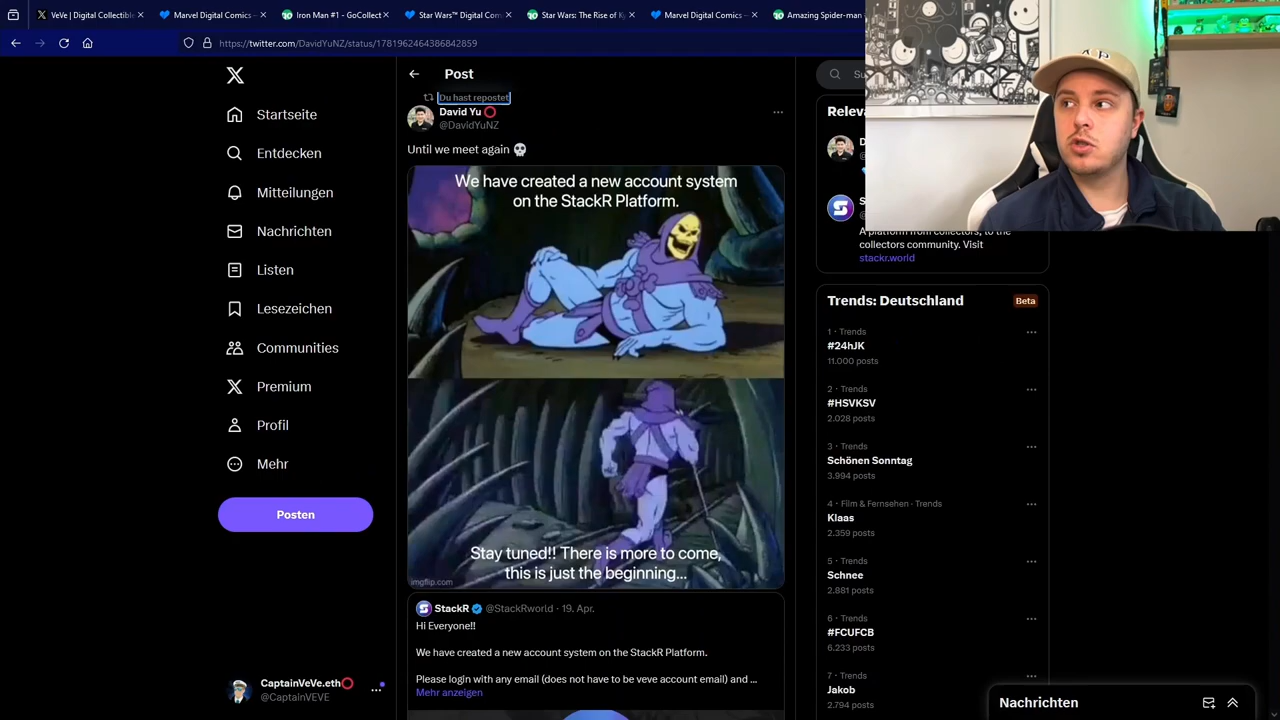 VeVe | Digital Collectible
Marvel Digital Comics –
Iron Man #1 - GoCollect
Star Wars™ Digital Com
Star Wars: The Rise of Ky
Marvel Digital Comics –
Amazing Spider-man
https://twitter.com/DavidYuNZ/status/1781962464386842859
Startseite
Entdecken
Mitteilungen
Nachrichten
Listen
Lesezeichen
Communities
Premium
Profil
Mehr
Posten
CaptainVeVe.eth
@CaptainVEVE
Post
Du hast repostet
David Yu
@DavidYuNZ
Until we meet again
We have created a new account system
on the StackR Platform.
Stay tuned!! There is more to come,
this is just the beginning...
imgflip.com
StackR @StackRworld · 19. Apr.
Hi Everyone!!
We have created a new account system on the StackR Platform.
Please login with any email (does not have to be veve account email) and ...
Mehr anzeigen
collectors community. Visit
stackr.world
Trends: Deutschland
Beta
1 · Trends
#24hJK
11.000 posts
2 · Trends
#HSVKSV
2.028 posts
3 · Trends
Schönen Sonntag
3.994 posts
4 · Film & Fernsehen · Trends
Klaas
2.359 posts
5 · Trends
Schnee
2.881 posts
6 · Trends
#FCUFCB
6.233 posts
7 · Trends
Jakob
2.794 posts
Nachrichten